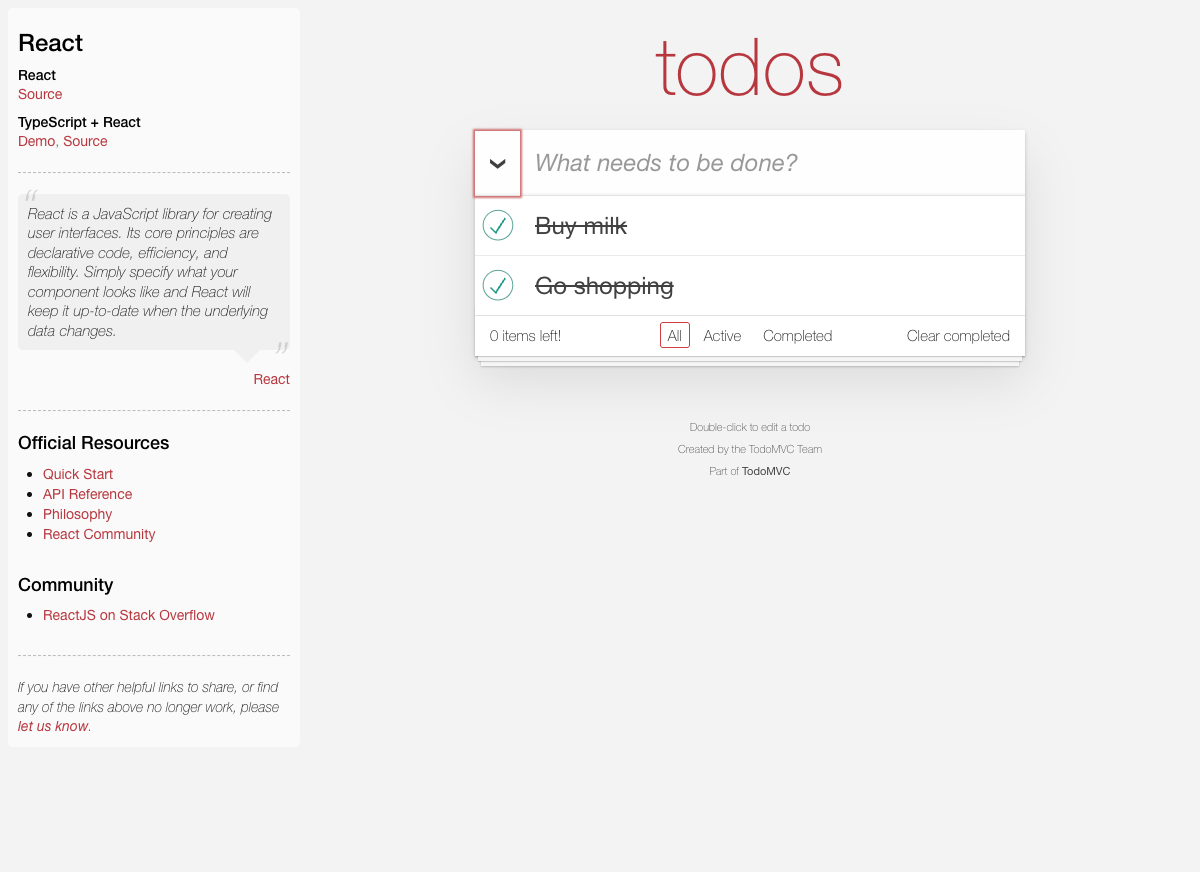 React
React
Source
TypeScript + React
Demo, Source
“
React is a JavaScript library for creating
user interfaces. Its core principles are
declarative code, efficiency, and
flexibility. Simply specify what your
component looks like and React will
keep it up-to-date when the underlying
data changes.
”
React
Official Resources
Quick Start
API Reference
Philosophy
React Community
Community
ReactJS on Stack Overflow
If you have other helpful links to share, or find
any of the links above no longer work, please
let us know.
todos
What needs to be done?
Buy milk
Go shopping
0 items left! All Active Completed Clear completed
Double-click to edit a todo
Created by the TodoMVC Team
Part of TodoMVC